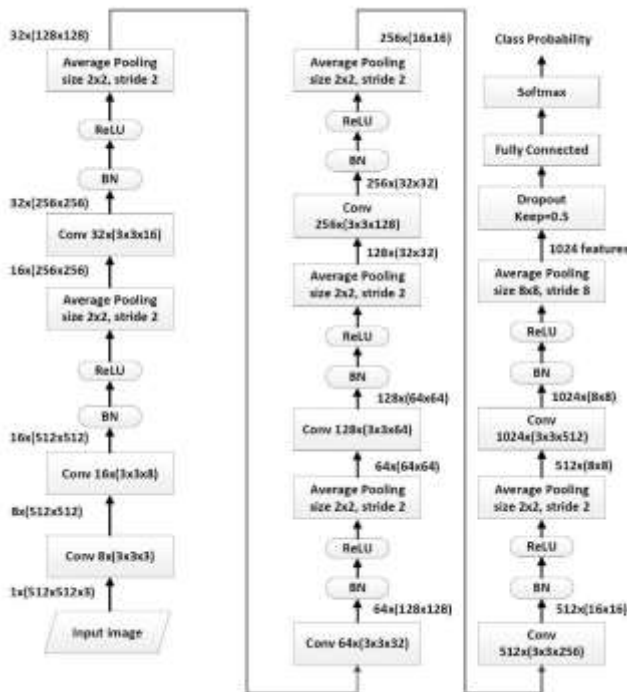 32x(128x128)
Average Pooling
size 2x2, stride 2
ReLU
BN
32x(256x256)
Conv 32x(3x3x16)
16x(256x256)
Average Pooling
size 2x2, stride 2
ReLU
BN
16x(512x512)
Conv 16x(3x3x8)
8x(512x512)
Conv 8x(3x3x3)
1x(512x512x3)
Input image
256x(16x16)
Average Pooling
size 2x2, stride 2
ReLU
BN
256x(32x32)
Conv
256x(3x3x128)
128x(32x32)
Average Pooling
size 2x2, stride 2
ReLU
BN
128x(64x64)
Conv 128x(3x3x64)
64x(64x64)
Average Pooling
size 2x2, stride 2
ReLU
BN
64x(128x128)
Conv 64x(3x3x32)
Class Probability
Softmax
Fully Connected
Dropout
Keep=0.5
1024 features
Average Pooling
size 8x8, stride 8
ReLU
BN
1024x(8x8)
Conv
1024x(3x3x512)
512x(8x8)
Average Pooling
size 2x2, stride 2
ReLU
BN
512x(16x16)
Conv
512x(3x3x256)